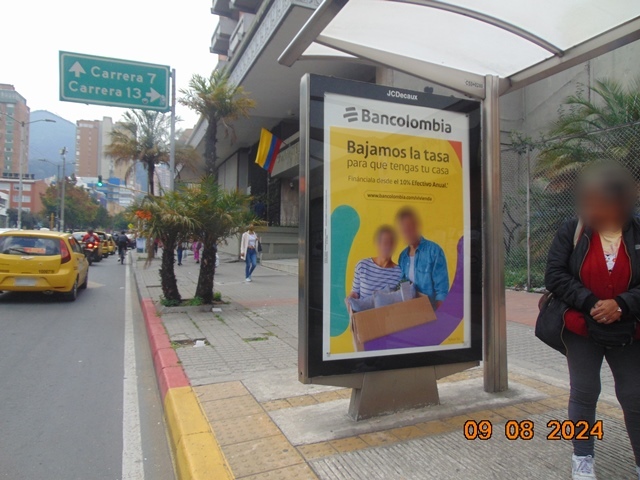 Carrera 7
Carrera 13
JCDecaux
Bancolombia
Bajamos la tasa
para que tengas tu casa
Finánciala desde el 10% Efectivo Anual.
09 08 2024